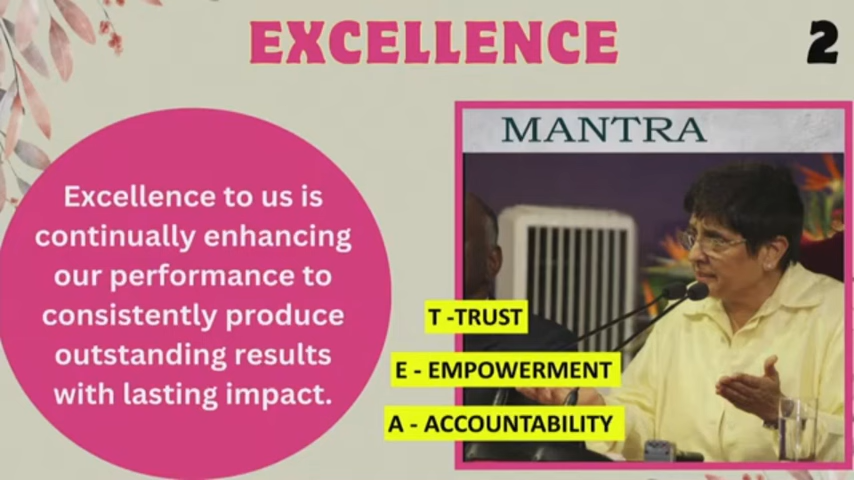 EXCELLENCE
2
Excellence to us is
continually enhancing
our performance to
consistently produce
outstanding results
with lasting impact.
MANTRA
T -TRUST
E - EMPOWERMENT
A - ACCOUNTABILITY